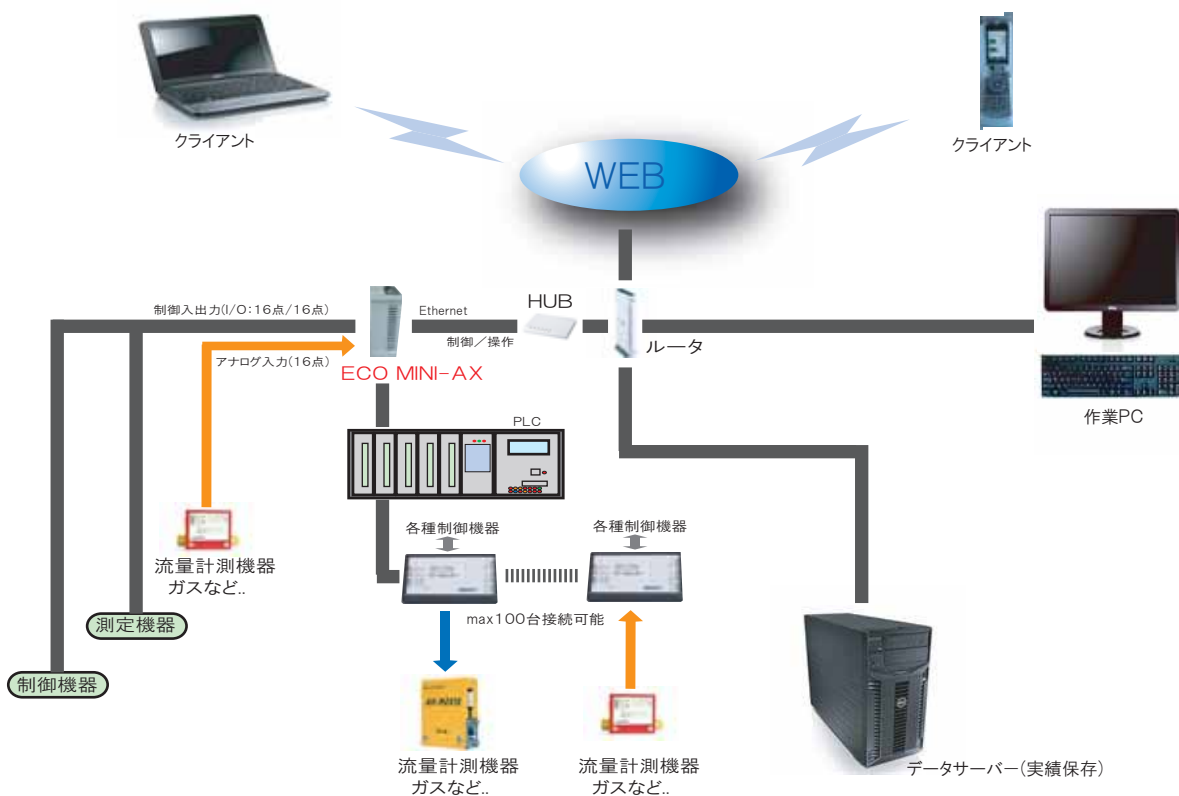 クライアント
クライアント
WEB
制御入出力(I/O:16点/16点)
Ethernet
HUB
制御／操作
ルータ
アナログ入力(16点)
ECO MINI-AX
作業PC
PLC
各種制御機器
各種制御機器
流量計測機器
ガスなど..
max100台接続可能
測定機器
制御機器
流量計測機器
ガスなど..
流量計測機器
ガスなど..
データサーバー(実績保存)